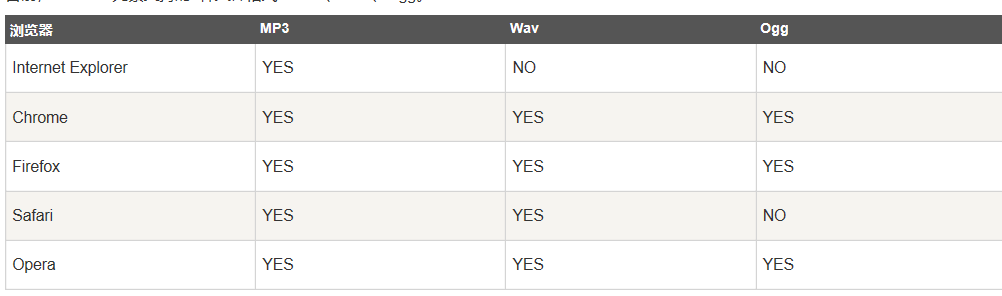 浏览器 MP3 Wav Ogg
Internet Explorer YES NO NO
Chrome YES YES YES
Firefox YES YES YES
Safari YES YES NO
Opera YES YES YES